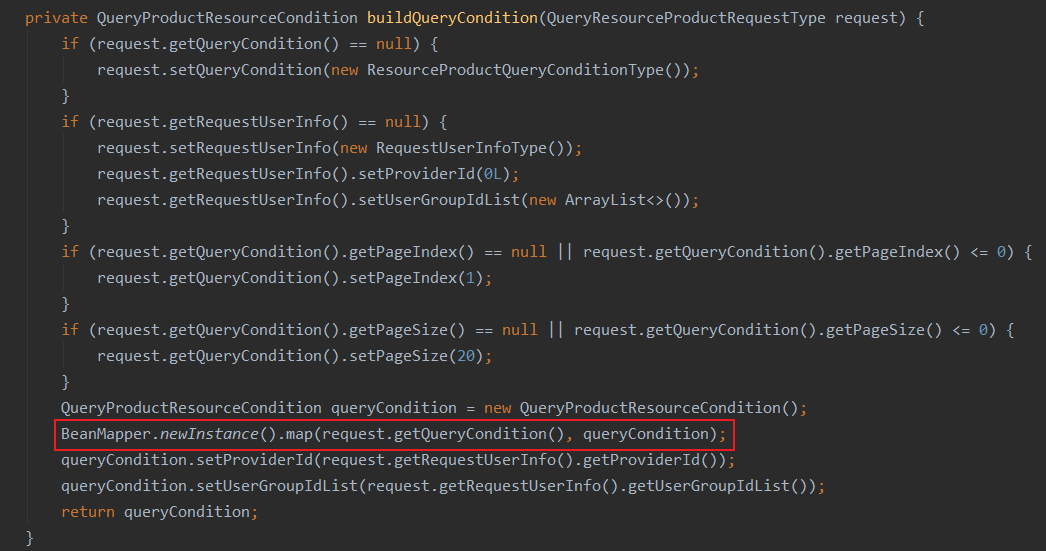 private QueryProductResourceCondition buildQueryCondition(QueryResourceProductRequestType request) {
    if (request.getQueryCondition() == null) {
        request.setQueryCondition(new ResourceProductQueryConditionType());
    }
    if (request.getRequestUserInfo() == null) {
        request.setRequestUserInfo(new RequestUserInfoType());
        request.getRequestUserInfo().setProviderId(0L);
        request.getRequestUserInfo().setUserGroupIdList(new ArrayList<>());
    }
    if (request.getQueryCondition().getPageIndex() == null || request.getQueryCondition().getPageIndex() <= 0) {
        request.getQueryCondition().setPageIndex(1);
    }
    if (request.getQueryCondition().getPageSize() == null || request.getQueryCondition().getPageSize() <= 0) {
        request.getQueryCondition().setPageSize(20);
    }
    QueryProductResourceCondition queryCondition = new QueryProductResourceCondition();
    BeanMapper.newInstance().map(request.getQueryCondition(), queryCondition);
    queryCondition.setProviderId(request.getRequestUserInfo().getProviderId());
    queryCondition.setUserGroupIdList(request.getRequestUserInfo().getUserGroupIdList());
    return queryCondition;
}